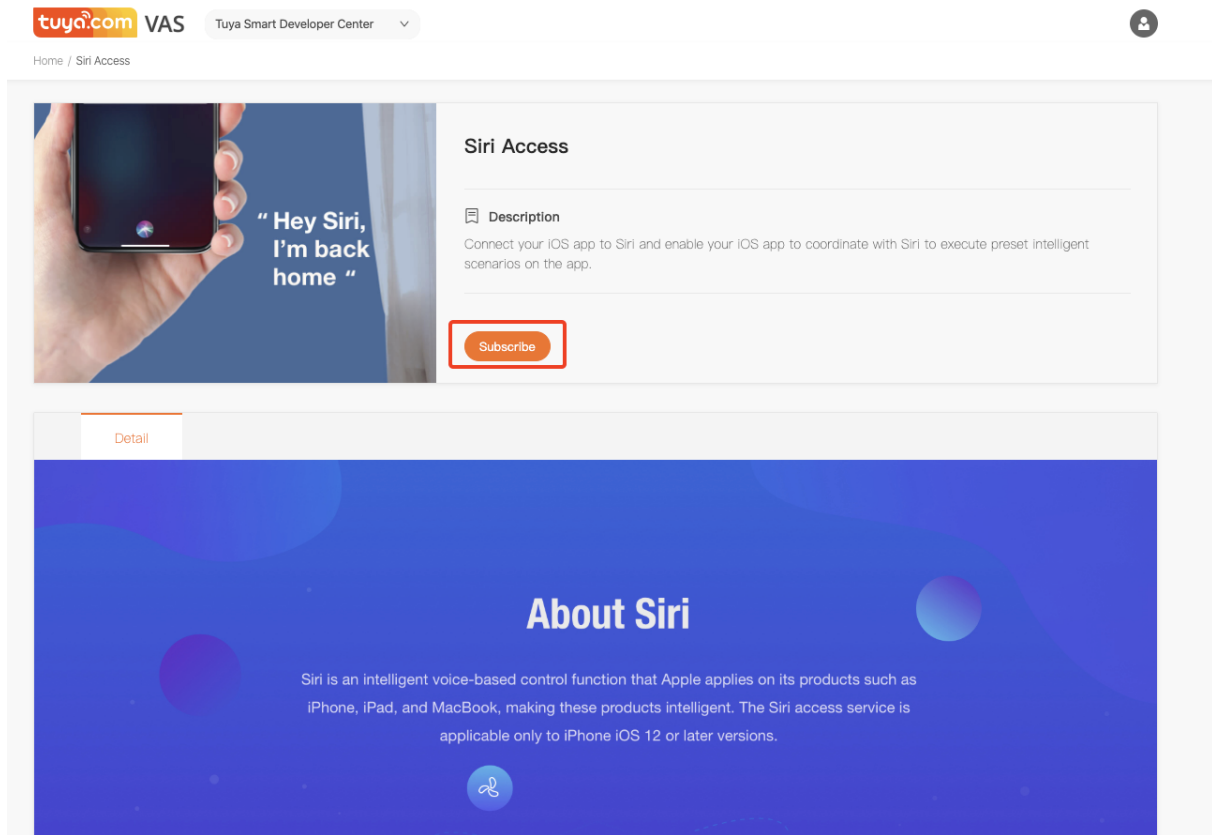 tuya.com VAS Tuya Smart Developer Center
Home / Siri Access
“ Hey Siri,
I’m back
home “
Siri Access
Description
Connect your iOS app to Siri and enable your iOS app to coordinate with Siri to execute preset intelligent
scenarios on the app.
Subscribe
Detail
About Siri
Siri is an intelligent voice-based control function that Apple applies on its products such as
iPhone, iPad, and MacBook, making these products intelligent. The Siri access service is
applicable only to iPhone iOS 12 or later versions.